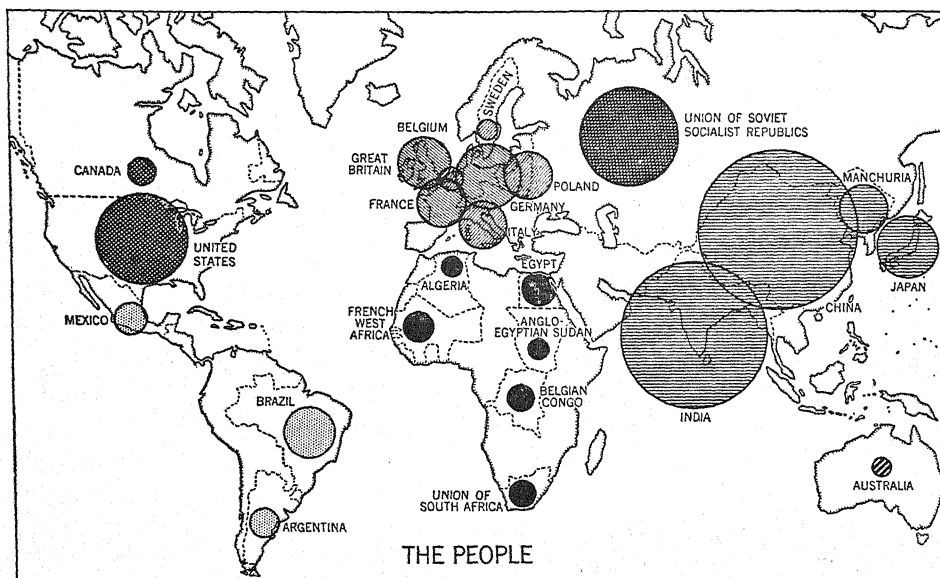 CANADA
UNITED
STATES
MEXICO
BRAZIL
ARGENTINA
SWEDEN
BELGIUM
GREAT
BRITAIN
FRANCE
POLAND
GERMANY
ITALY
UNION OF SOVIET
SOCIALIST REPUBLICS
MANCHURIA
JAPAN
CHINA
INDIA
ALGERIA
EGYPT
FRENCH
WEST
AFRICA
ANGLO-
EGYPTIAN SUDAN
BELGIAN
CONGO
UNION OF
SOUTH AFRICA
AUSTRALIA
THE PEOPLE